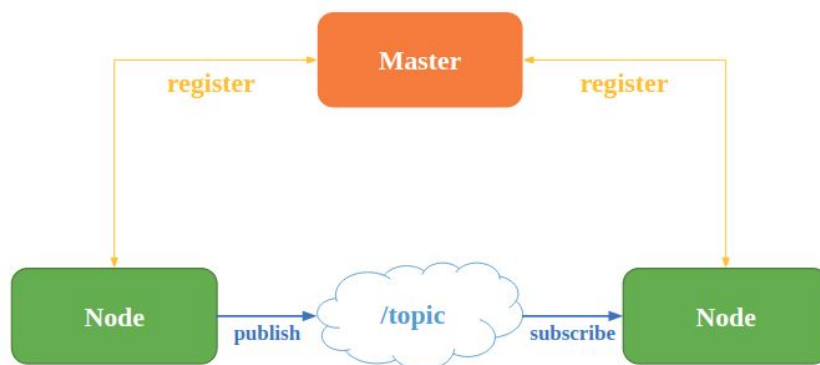 Master
register
register
Node
/topic
Node
publish
subscribe